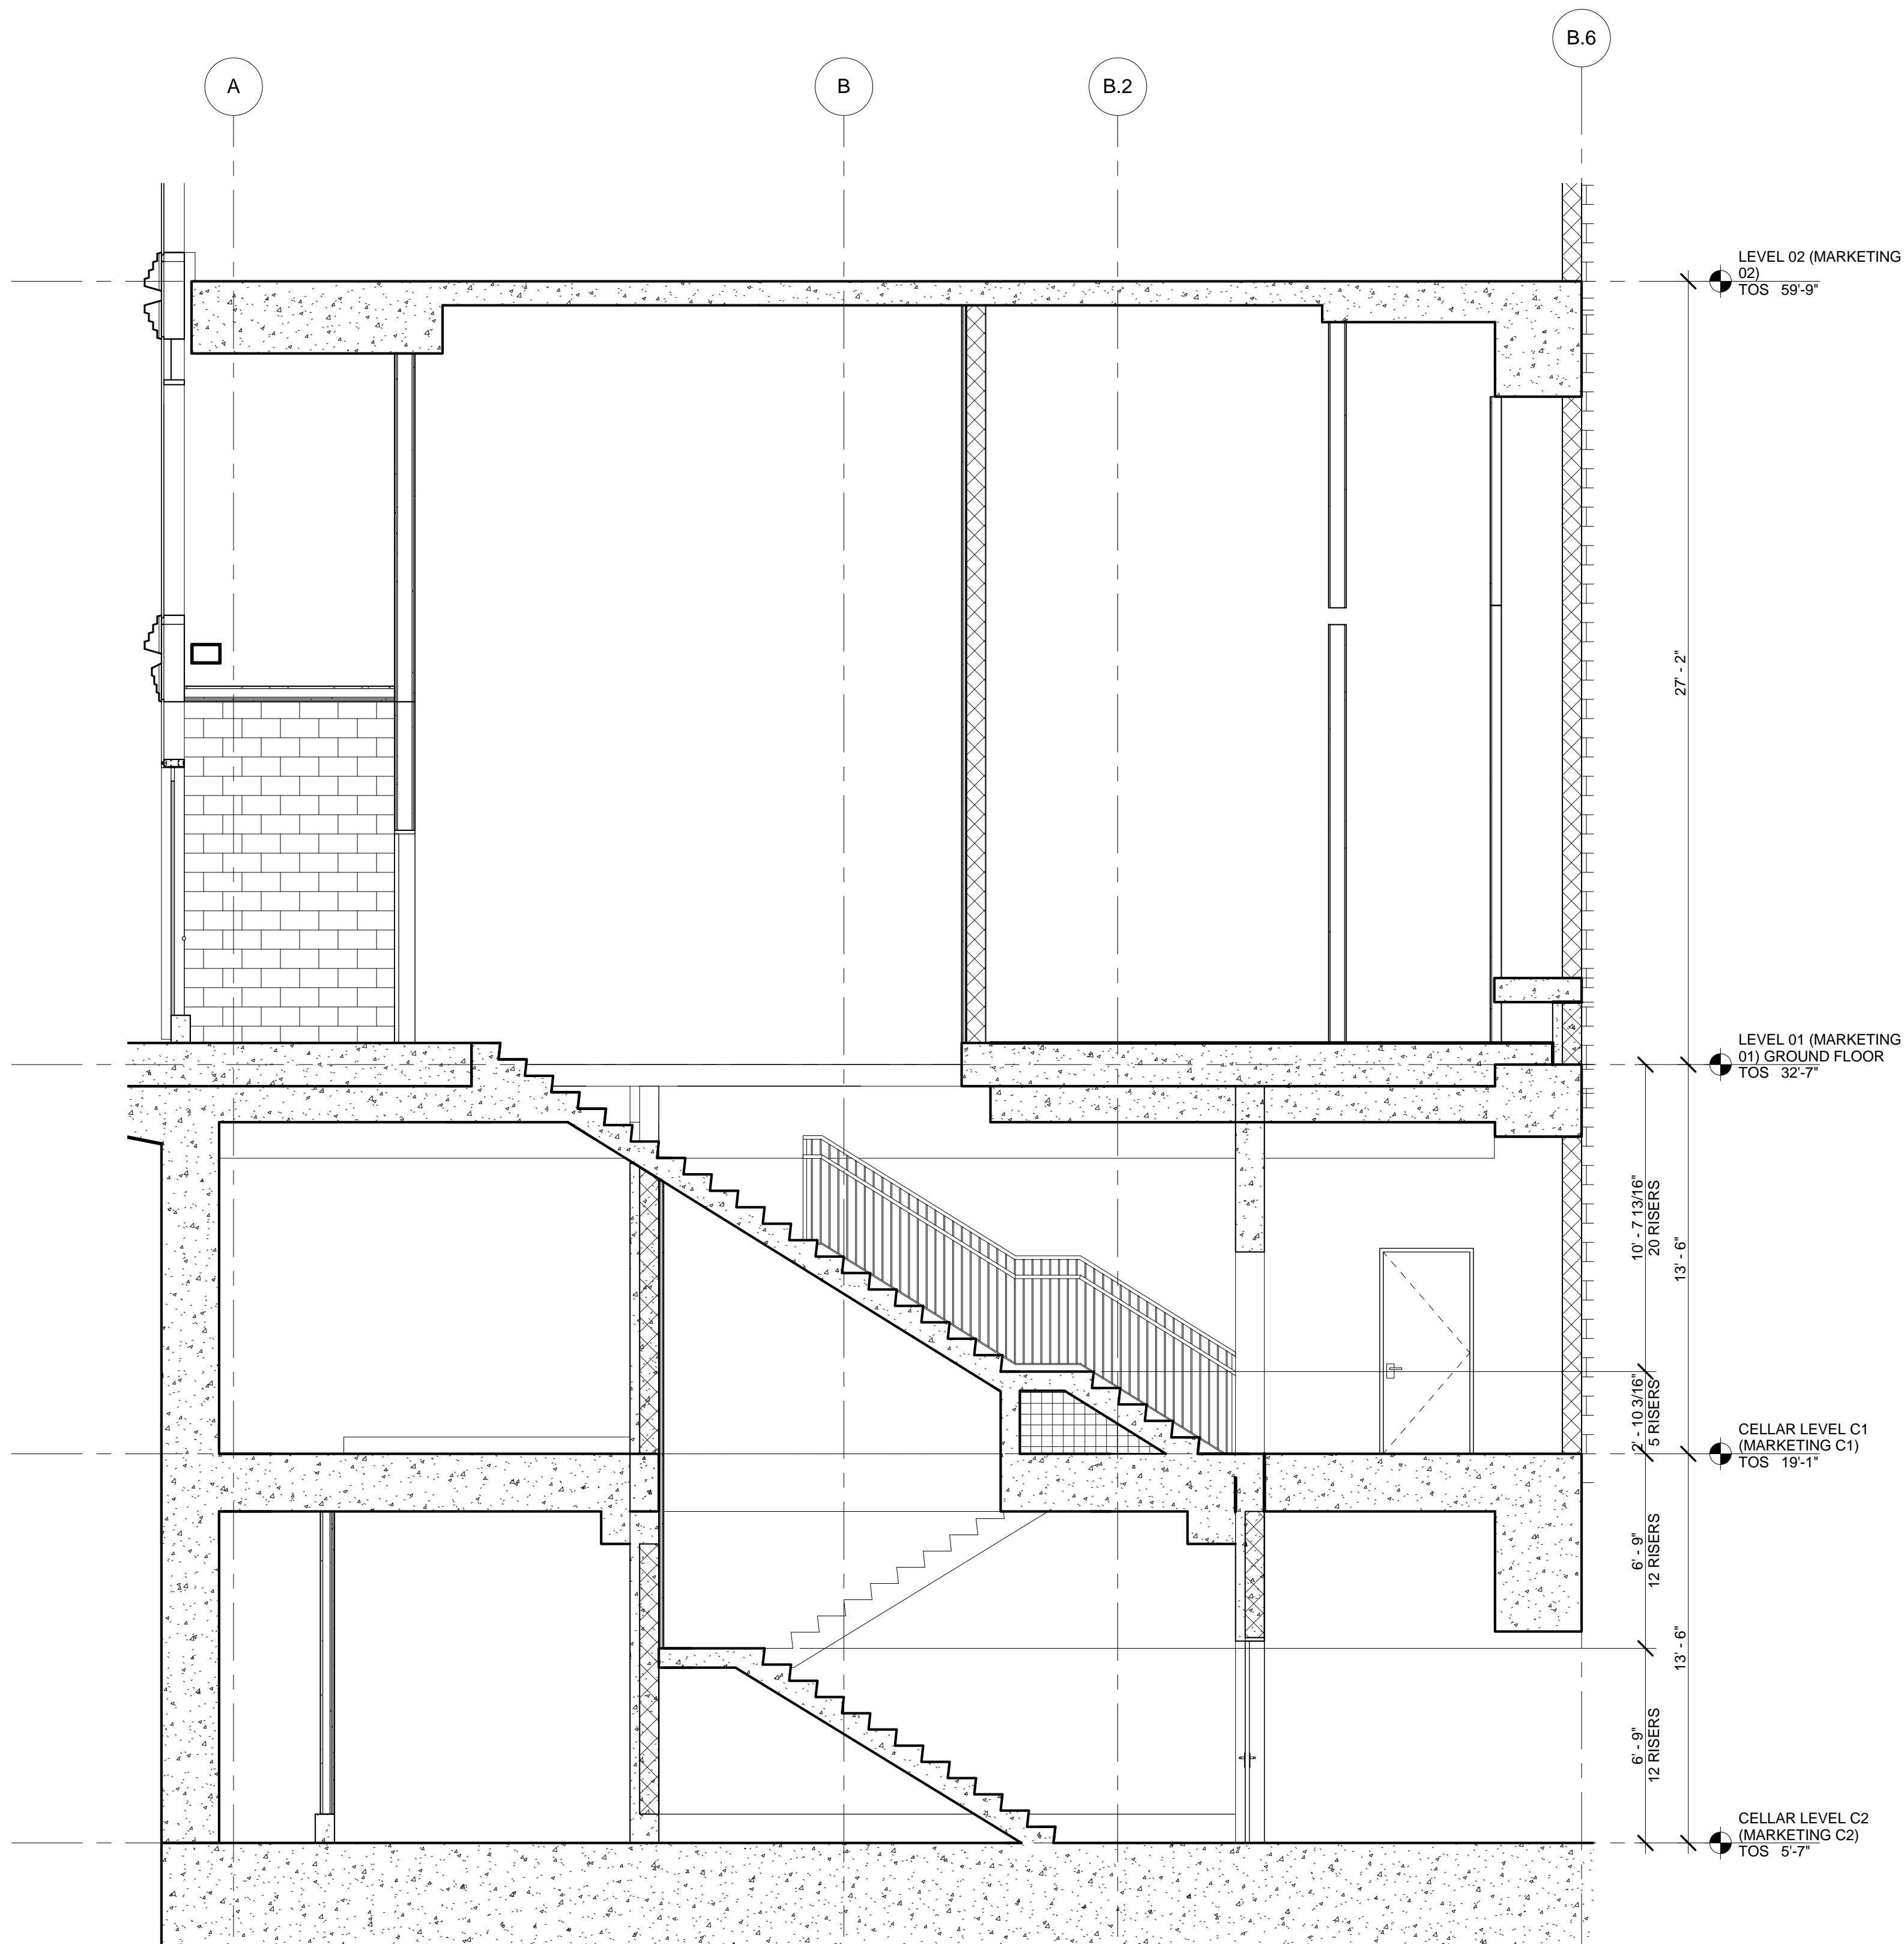 B.6
A
B
B.2
LEVEL 02 (MARKETING
02)
TOS 59'-9"
27' - 2"
LEVEL 01 (MARKETING
01) GROUND FLOOR
TOS 32'-7"
10' - 7 13/16"
20 RISERS
13' - 6"
2' - 10 3/16"
5 RISERS
CELLAR LEVEL C1
(MARKETING C1)
TOS 19'-1"
6' - 9"
12 RISERS
13' - 6"
6' - 9"
12 RISERS
CELLAR LEVEL C2
(MARKETING C2)
TOS 5'-7"